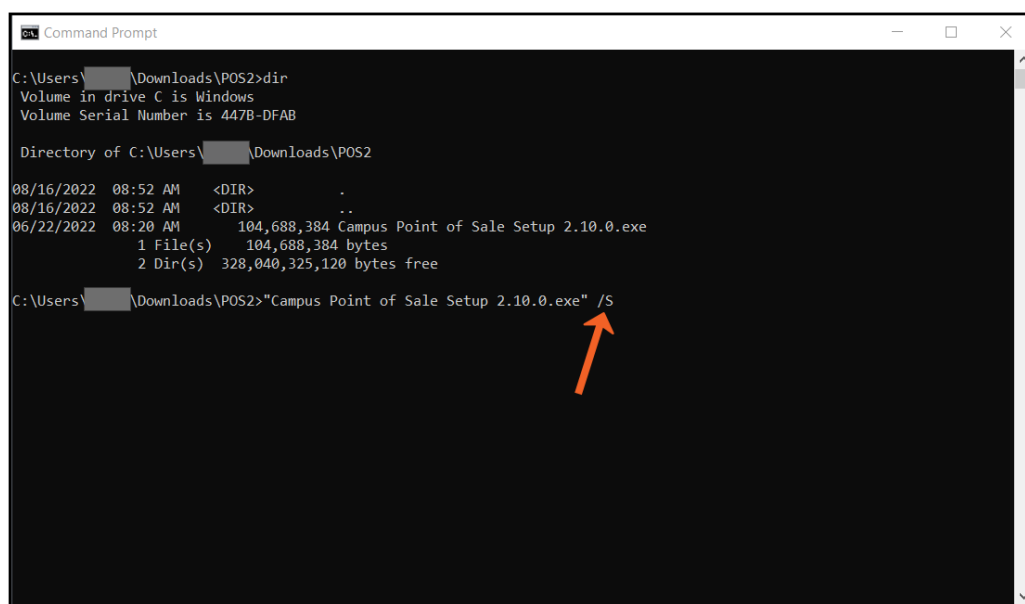 Command Prompt
C:\Users\ \Downloads\POS2>dir
Volume in drive C is Windows
Volume Serial Number is 447B-DFAB
Directory of C:\Users\ \Downloads\POS2
08/16/2022 08:52 AM <DIR> .
08/16/2022 08:52 AM <DIR> ..
06/22/2022 08:20 AM 104,688,384 Campus Point of Sale Setup 2.10.0.exe
1 File(s) 104,688,384 bytes
2 Dir(s) 328,040,325,120 bytes free
C:\Users\ \Downloads\POS2>"Campus Point of Sale Setup 2.10.0.exe" /S